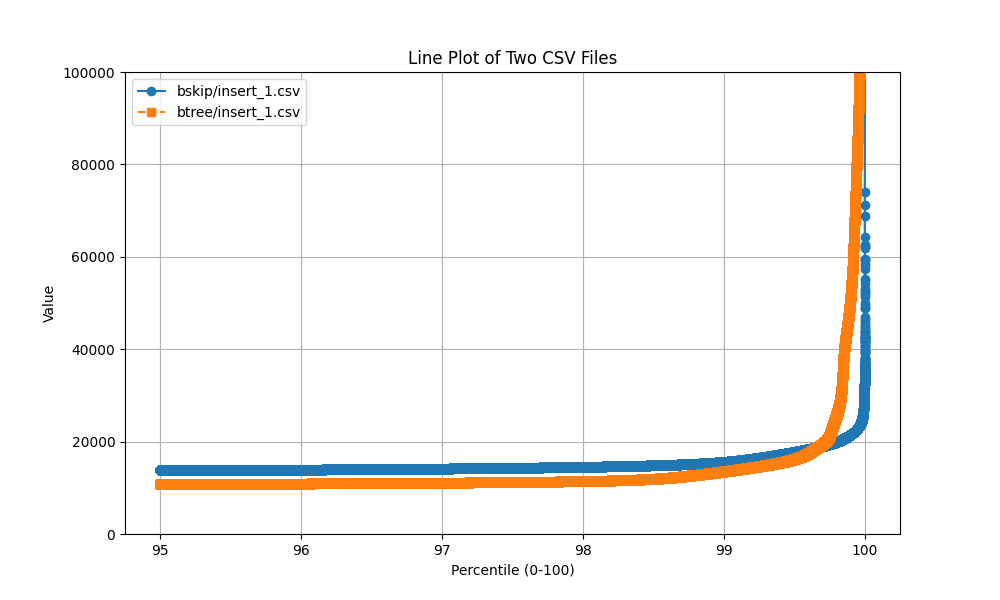 Line Plot of Two CSV Files
bskip/insert_1.csv
btree/insert_1.csv
Value
100000
80000
60000
40000
20000
0
95 96 97 98 99 100
Percentile (0-100)